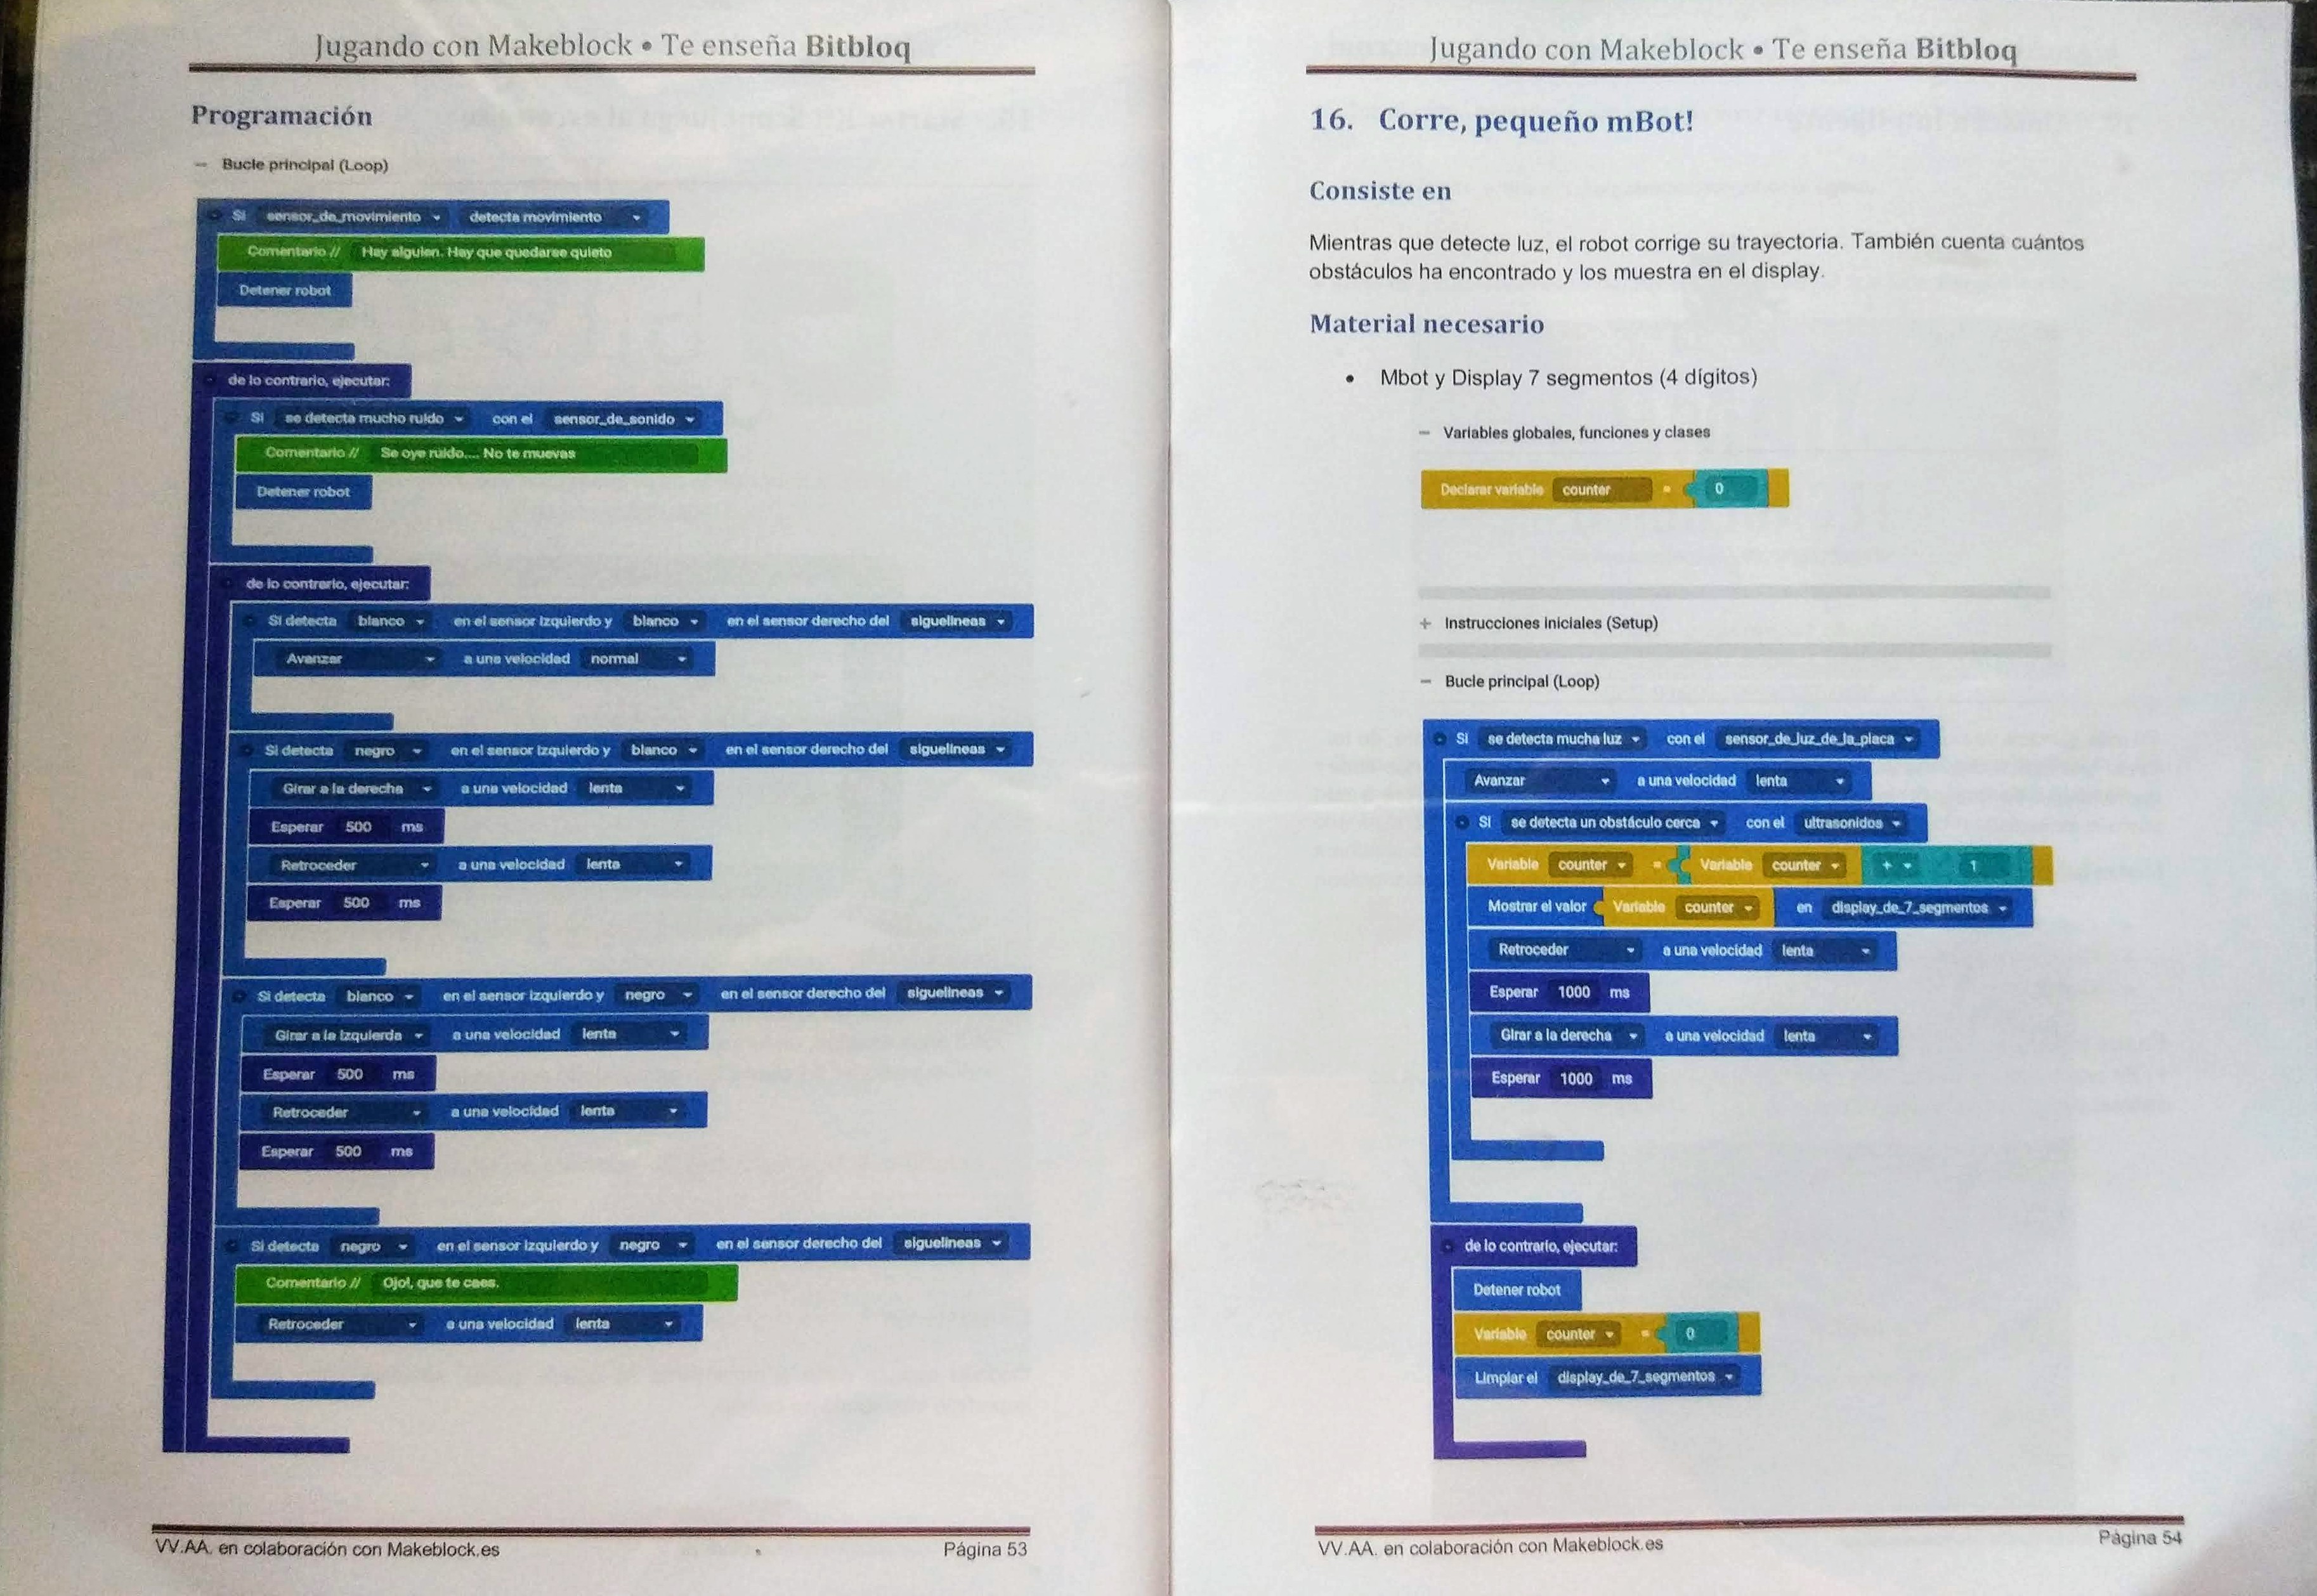 Jugando con Makeblock • Te enseña Bitbloq
Programación
− Bucle principal (Loop)
Si sensor_de_movimiento detecta movimiento
Comentario // Hay alguien. Hay que quedarse quieto
Detener robot
de lo contrario, ejecutar:
Si se detecta mucho ruido con el sensor_de_sonido
Comentario // Se oye ruido.... No te muevas
Detener robot
de lo contrario, ejecutar:
Si detecta blanco en el sensor izquierdo y blanco en el sensor derecho del siguelineas
Avanzar a una velocidad normal
Si detecta negro en el sensor izquierdo y blanco en el sensor derecho del siguelineas
Girar a la derecha a una velocidad lenta
Esperar 500 ms
Retroceder a una velocidad lenta
Esperar 500 ms
Si detecta blanco en el sensor izquierdo y negro en el sensor derecho del siguelineas
Girar a la izquierda a una velocidad lenta
Esperar 500 ms
Retroceder a una velocidad lenta
Esperar 500 ms
Si detecta negro en el sensor izquierdo y negro en el sensor derecho del siguelineas
Comentario // Ojo!, que te caes.
Retroceder a una velocidad lenta
VV.AA. en colaboración con Makeblock.es Página 53
Jugando con Makeblock • Te enseña Bitbloq
16. Corre, pequeño mBot!
Consiste en
Mientras que detecte luz, el robot corrige su trayectoria. También cuenta cuántos
obstáculos ha encontrado y los muestra en el display.
Material necesario
• Mbot y Display 7 segmentos (4 dígitos)
− Variables globales, funciones y clases
Declarar variable counter = 0
+ Instrucciones iniciales (Setup)
− Bucle principal (Loop)
Si se detecta mucha luz con el sensor_de_luz_de_la_placa
Avanzar a una velocidad lenta
Si se detecta un obstáculo cerca con el ultrasonidos
Variable counter = Variable counter + 1
Mostrar el valor Variable counter en display_de_7_segmentos
Retroceder a una velocidad lenta
Esperar 1000 ms
Girar a la derecha a una velocidad lenta
Esperar 1000 ms
de lo contrario, ejecutar:
Detener robot
Variable counter = 0
Limpiar el display_de_7_segmentos
VV.AA. en colaboración con Makeblock.es Página 54